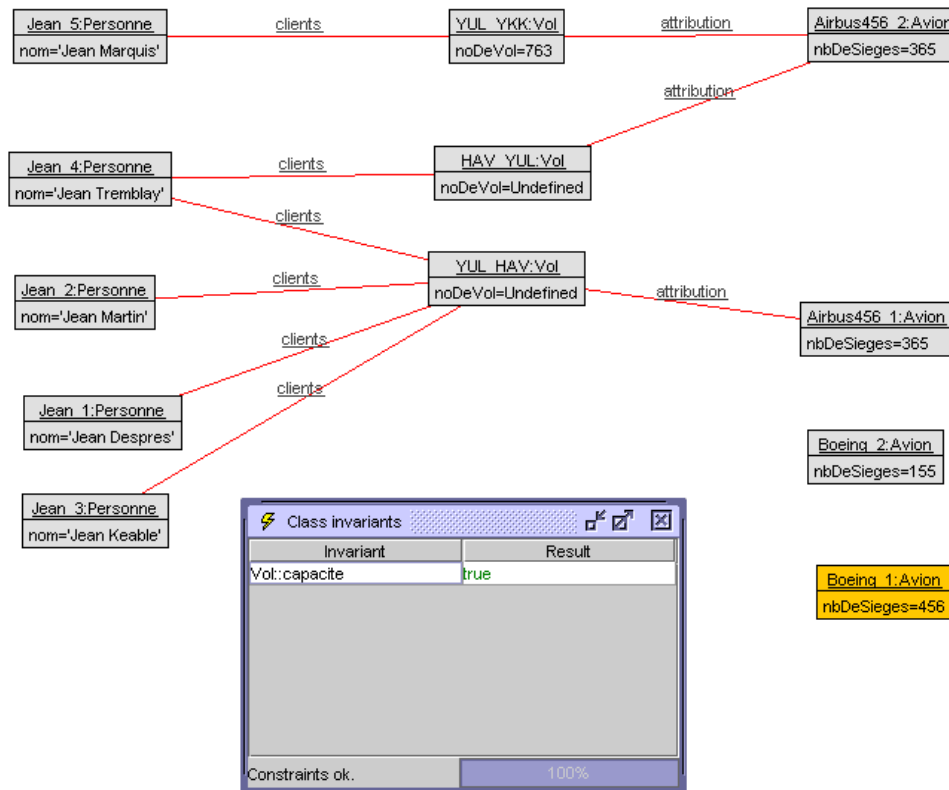 Jean_5:Personne
nom='Jean Marquis'
clients
YUL_YKK:Vol
noDeVol=763
attribution
Airbus456_2:Avion
nbDeSieges=365
attribution
Jean_4:Personne
nom='Jean Tremblay'
clients
HAV_YUL:Vol
noDeVol=Undefined
clients
YUL_HAV:Vol
noDeVol=Undefined
Jean_2:Personne
nom='Jean Martin'
clients
attribution
Airbus456_1:Avion
nbDeSieges=365
clients
Jean_1:Personne
nom='Jean Despres'
clients
Boeing_2:Avion
nbDeSieges=155
Jean_3:Personne
nom='Jean Keable'
Boeing_1:Avion
nbDeSieges=456
Class invariants
Invariant Result
Vol::capacite true
Constraints ok. 100%